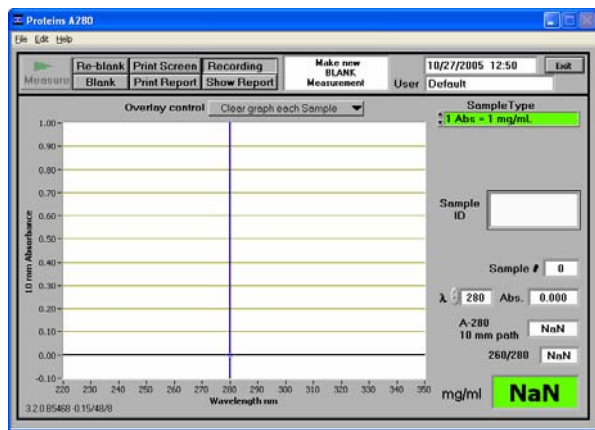 Proteins A280
File Edit Help
Measure Re-blank Print Screen Recording
Blank Print Report Show Report
Make new
BLANK
Measurement
10/27/2005 12:50 Exit
User Default
Overlay control Clear graph each Sample
Sample Type
1 Abs = 1 mg/mL
Sample
ID
Sample # 0
λ 280 Abs. 0.000
A-280
10 mm path NaN
260/280 NaN
mg/ml NaN
10 mm Absorbance
1.00
0.90
0.80
0.70
0.60
0.50
0.40
0.30
0.20
0.10
0.00
-0.10
220 230 240 250 260 270 280 290 300 310 320 330 340 350
Wavelength nm
3.2.0 B5468 0.15/48/8